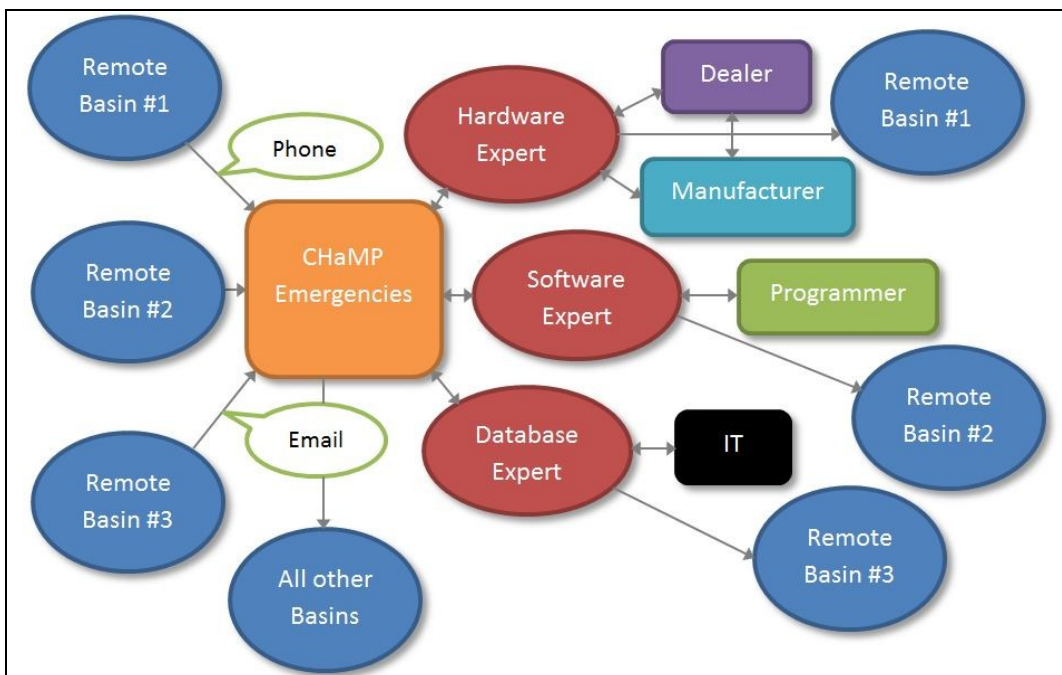 Remote
Basin #1
Phone
Remote
Basin #2
Remote
Basin #3
Email
CHaMP
Emergencies
All other
Basins
Hardware
Expert
Dealer
Manufacturer
Remote
Basin #1
Software
Expert
Programmer
Remote
Basin #2
Database
Expert
IT
Remote
Basin #3